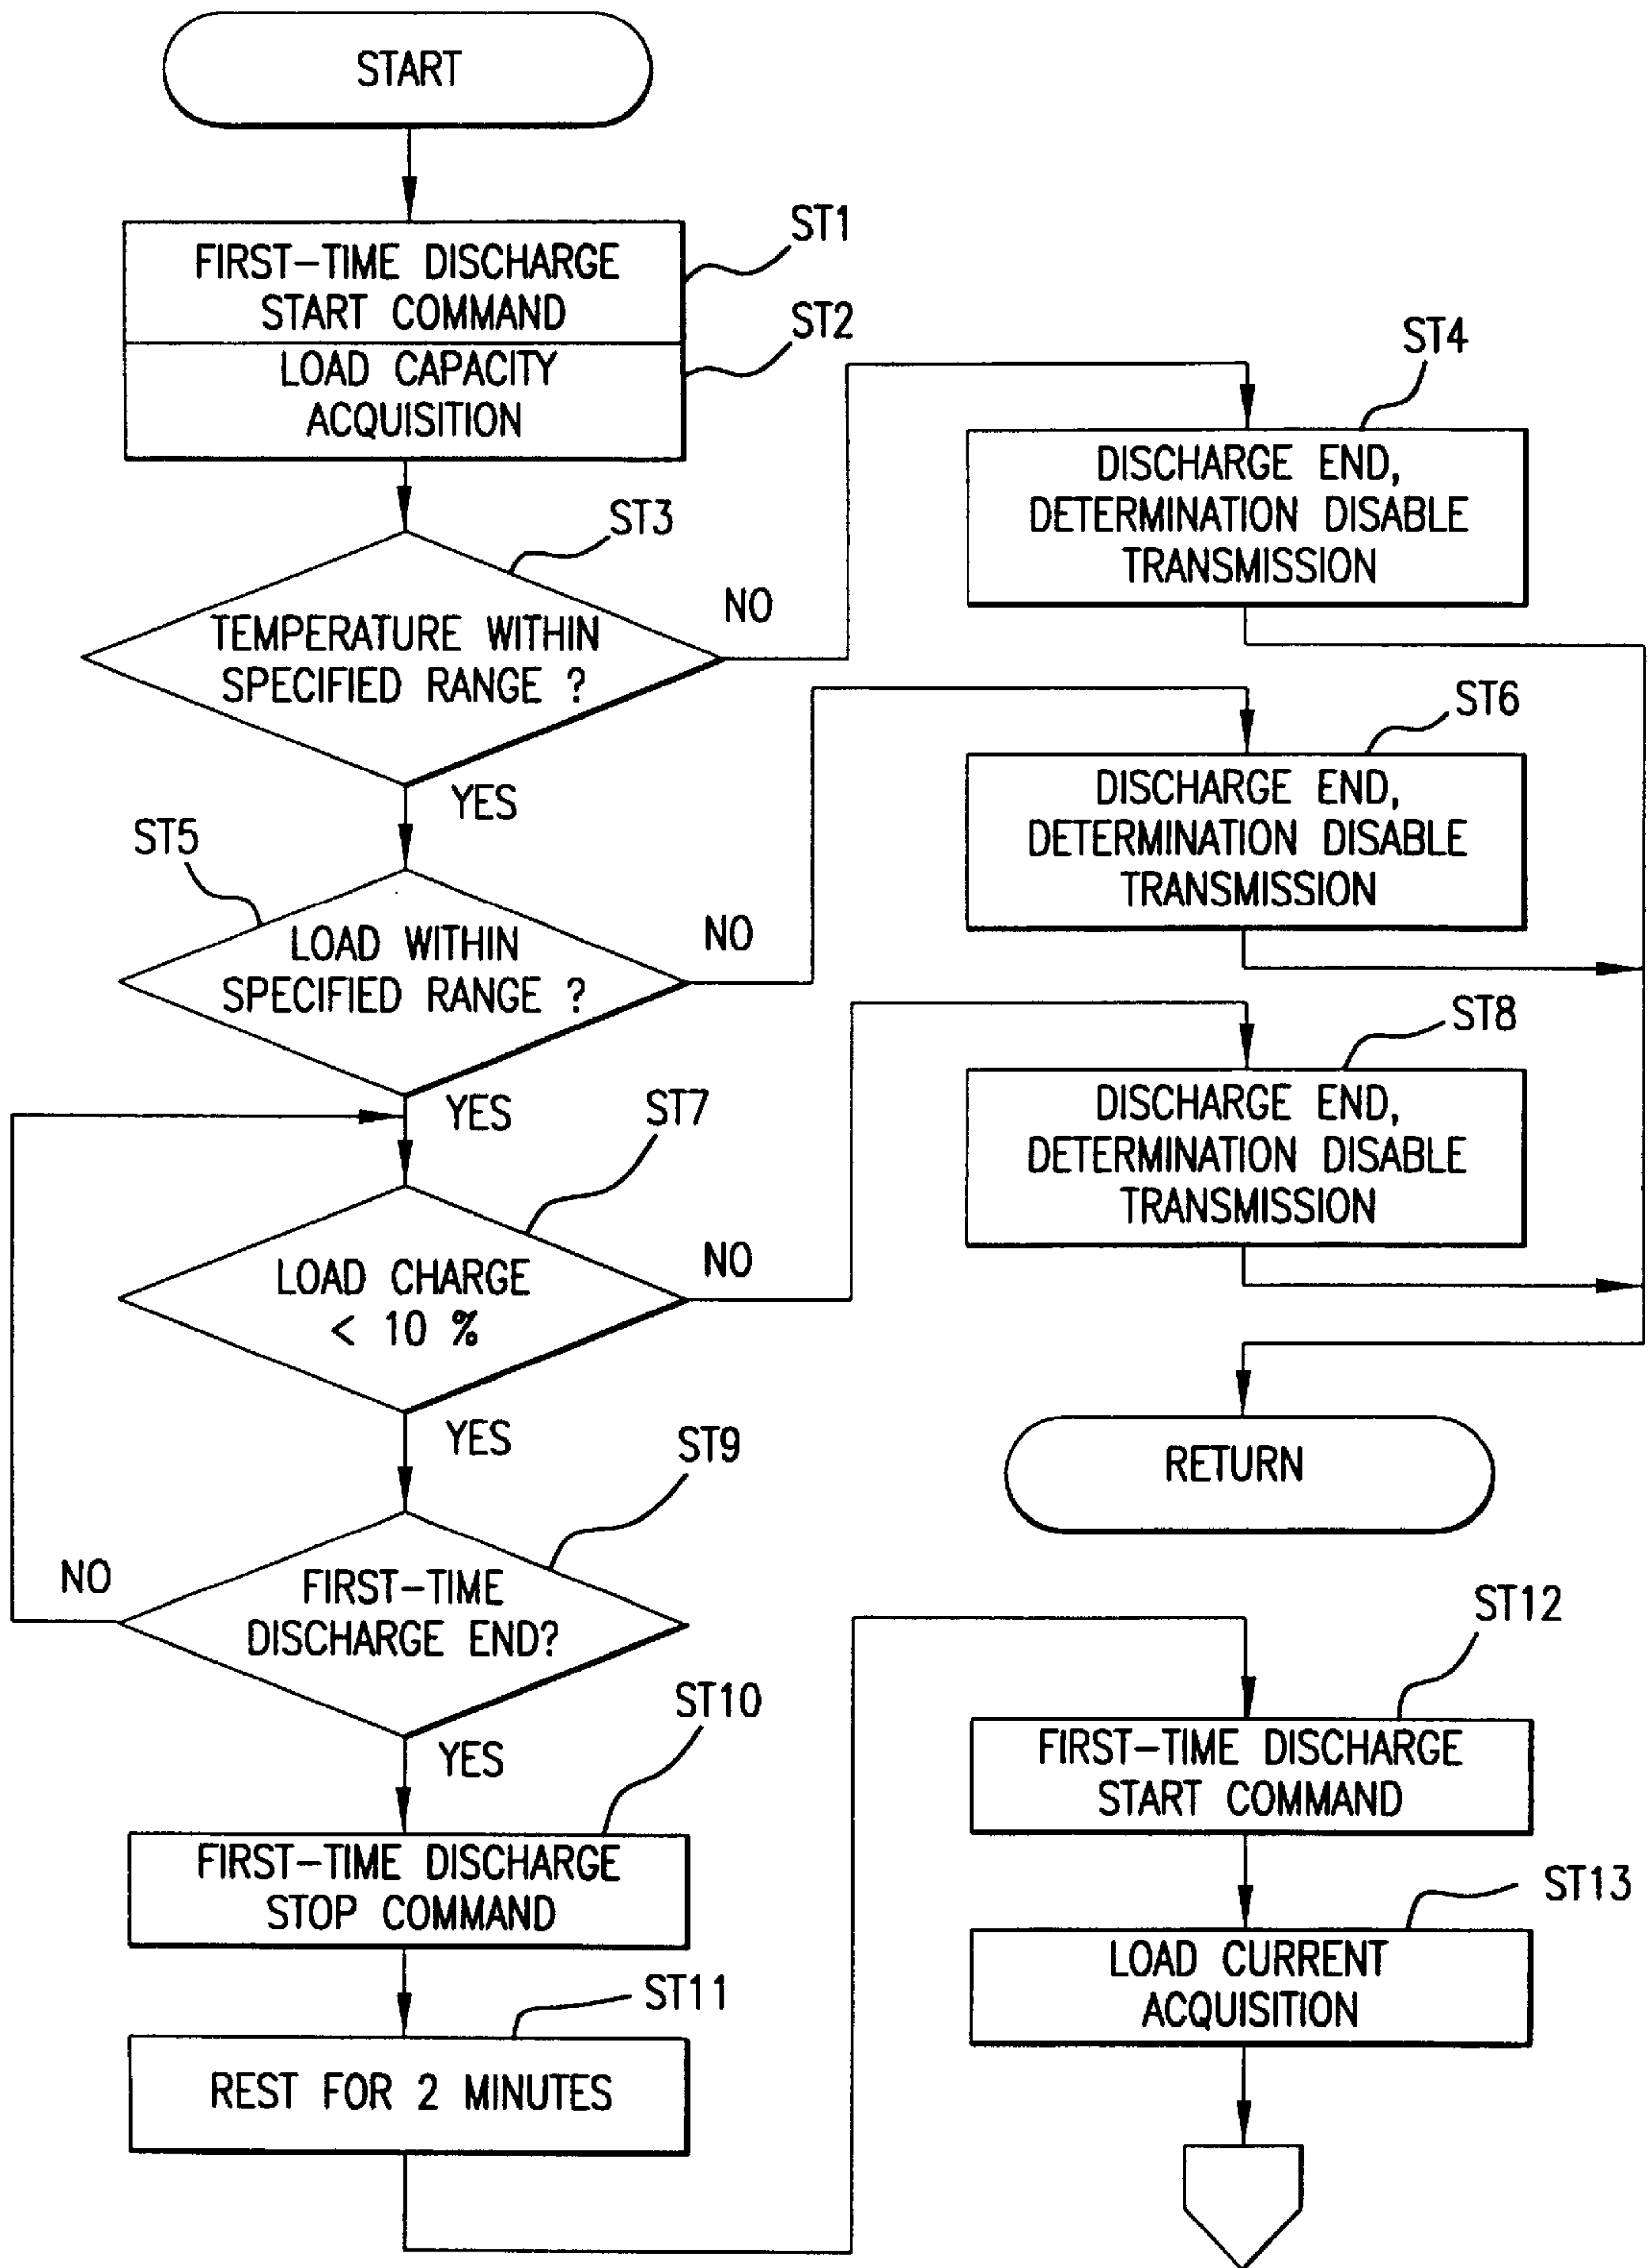 START
ST1
FIRST-TIME DISCHARGE
START COMMAND
ST2
LOAD CAPACITY
ACQUISITION
ST3
TEMPERATURE WITHIN
SPECIFIED RANGE ?
NO
YES
ST4
DISCHARGE END,
DETERMINATION DISABLE
TRANSMISSION
ST5
LOAD WITHIN
SPECIFIED RANGE ?
NO
YES
ST6
DISCHARGE END,
DETERMINATION DISABLE
TRANSMISSION
ST7
LOAD CHARGE
< 10 %
NO
YES
ST8
DISCHARGE END,
DETERMINATION DISABLE
TRANSMISSION
RETURN
ST9
FIRST-TIME
DISCHARGE END?
NO
YES
ST10
FIRST-TIME DISCHARGE
STOP COMMAND
ST11
REST FOR 2 MINUTES
ST12
FIRST-TIME DISCHARGE
START COMMAND
ST13
LOAD CURRENT
ACQUISITION